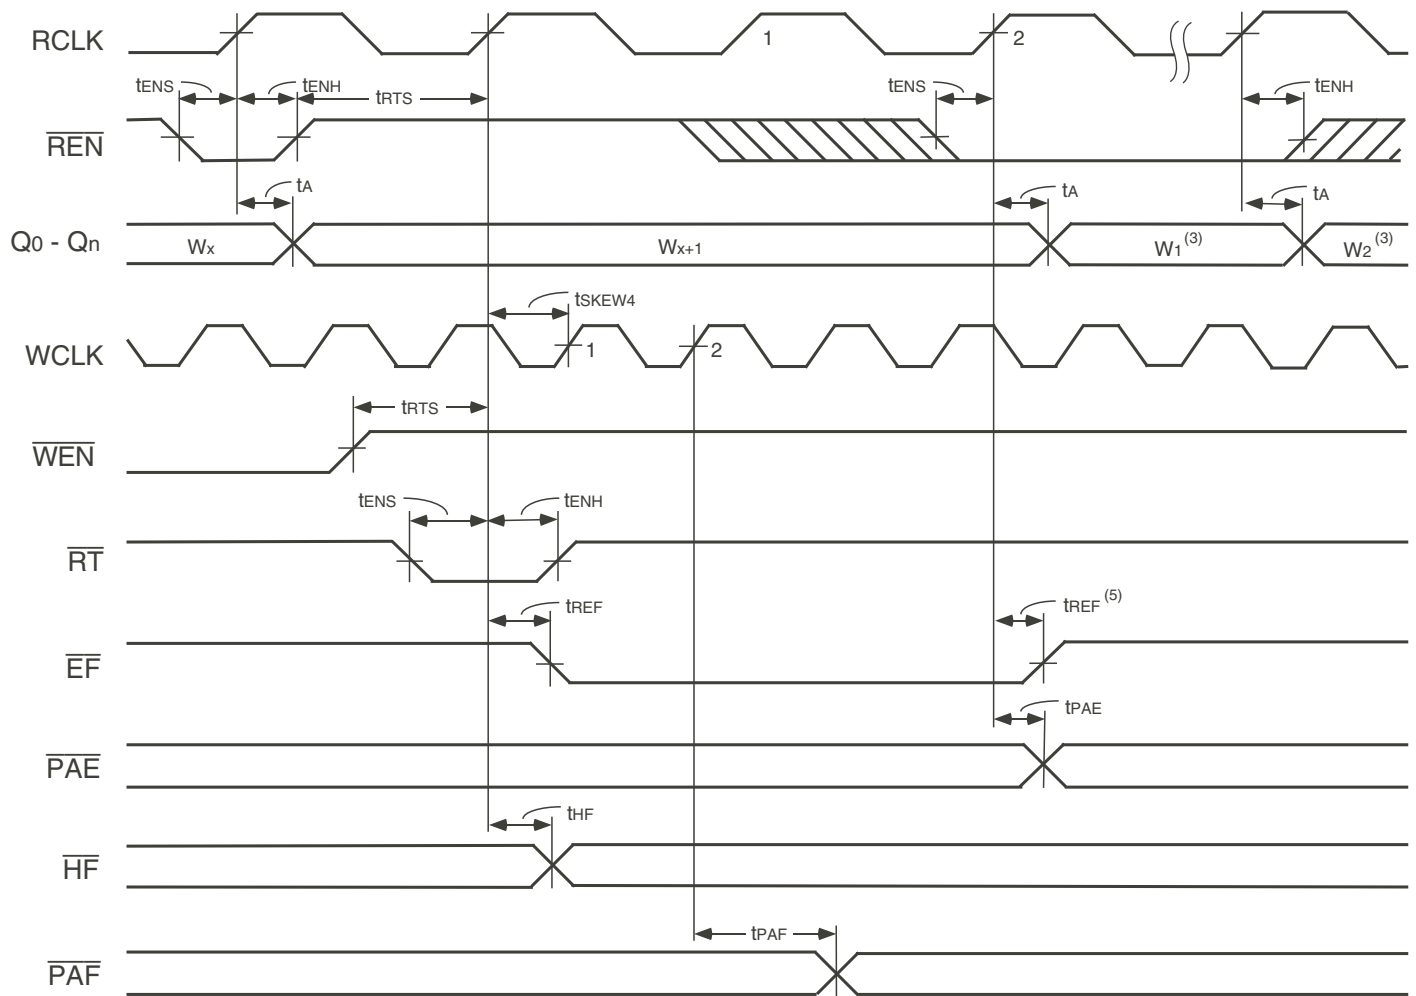 RCLK
1
2
tENS
tENH
tRTS
tENS
tENH
REN
tA
tA
tA
Q0 - Qn
Wx
Wx+1
W1(3)
W2(3)
tSKEW4
WCLK
1
2
tRTS
WEN
tENS
tENH
RT
tREF
tREF(5)
EF
tPAE
PAE
tHF
HF
tPAF
PAF